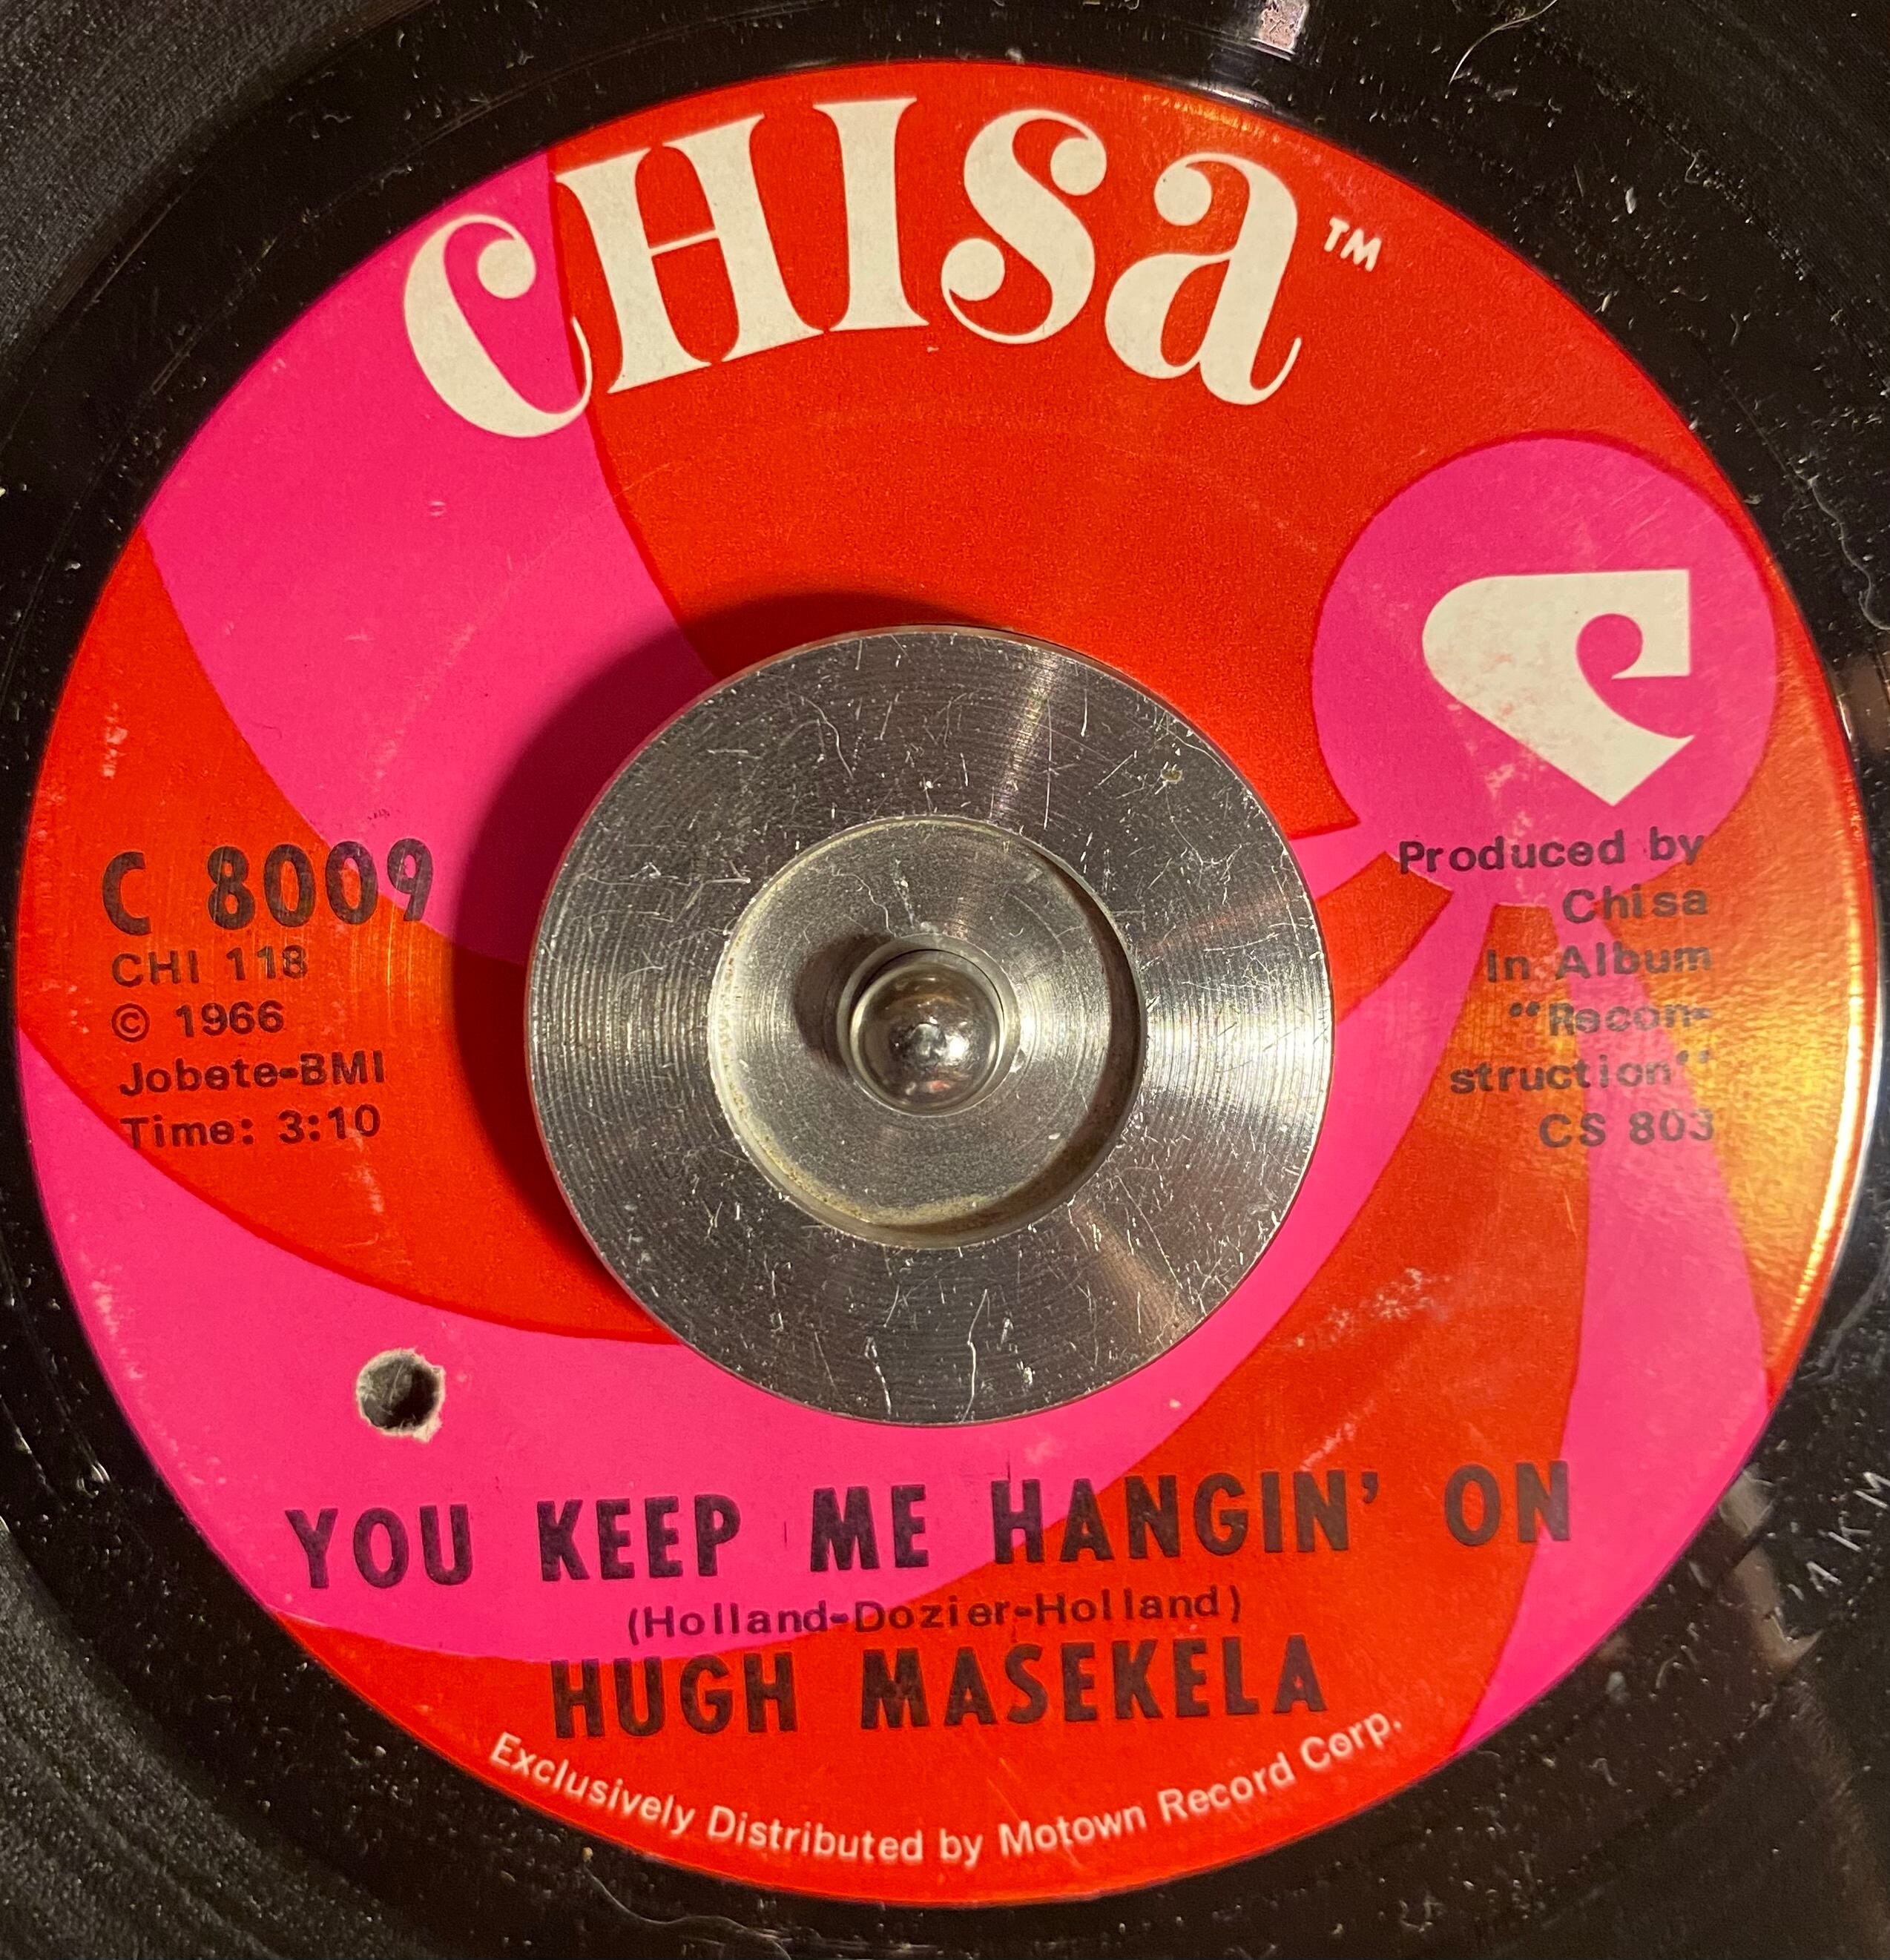 CHISA™
C 8009
CHI 118
© 1966
Jobete-BMI
Time: 3:10
Produced by
Chisa
In Album
"Recon-
struction"
CS 803
YOU KEEP ME HANGIN' ON
(Holland-Dozier-Holland)
HUGH MASEKELA
Exclusively Distributed by Motown Record Corp.